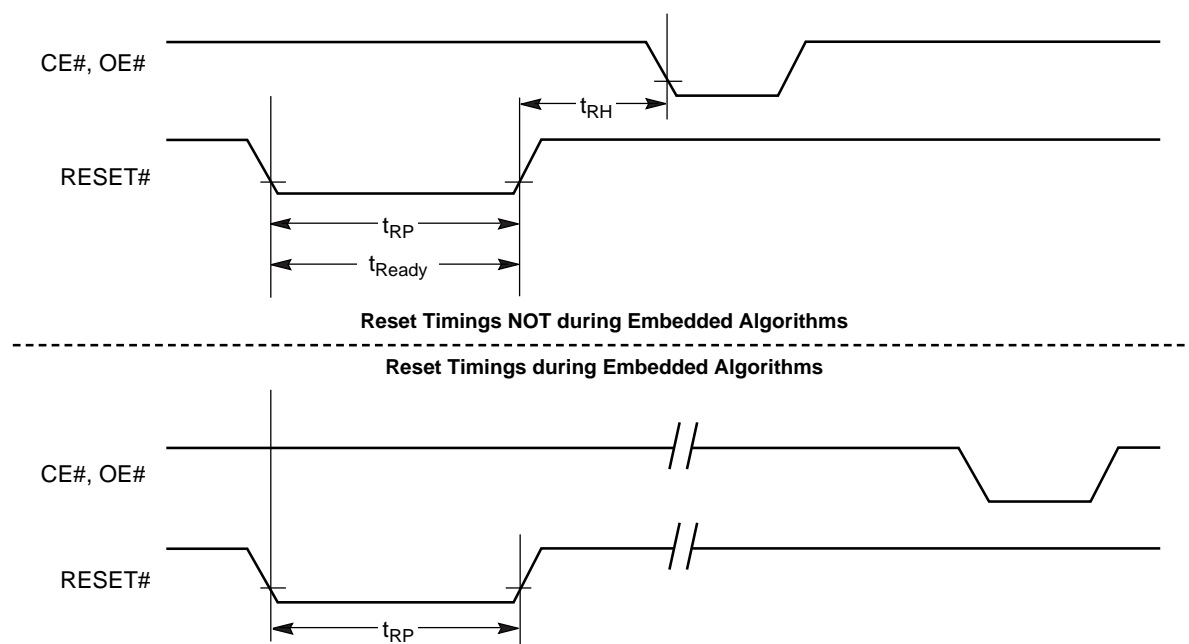 CE#, OE#
tRH
RESET#
tRP
tReady
Reset Timings NOT during Embedded Algorithms
Reset Timings during Embedded Algorithms
CE#, OE#
RESET#
tRP